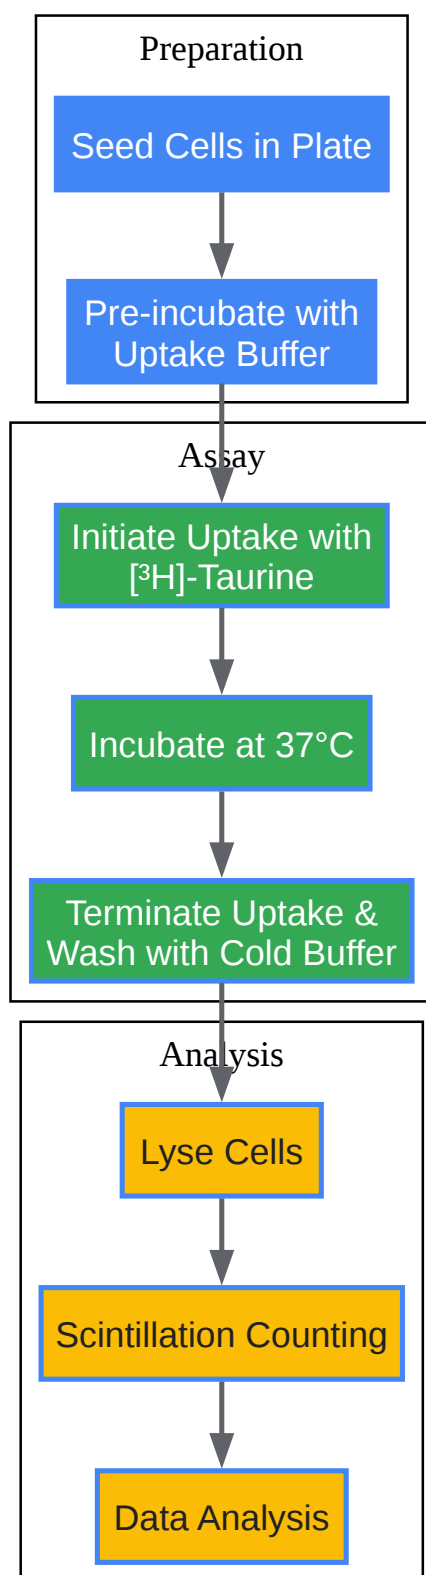 Preparation
Seed Cells in Plate
Pre-incubate with
Uptake Buffer
Assay
Initiate Uptake with
[³H]-Taurine
Incubate at 37°C
Terminate Uptake &
Wash with Cold Buffer
Analysis
Lyse Cells
Scintillation Counting
Data Analysis